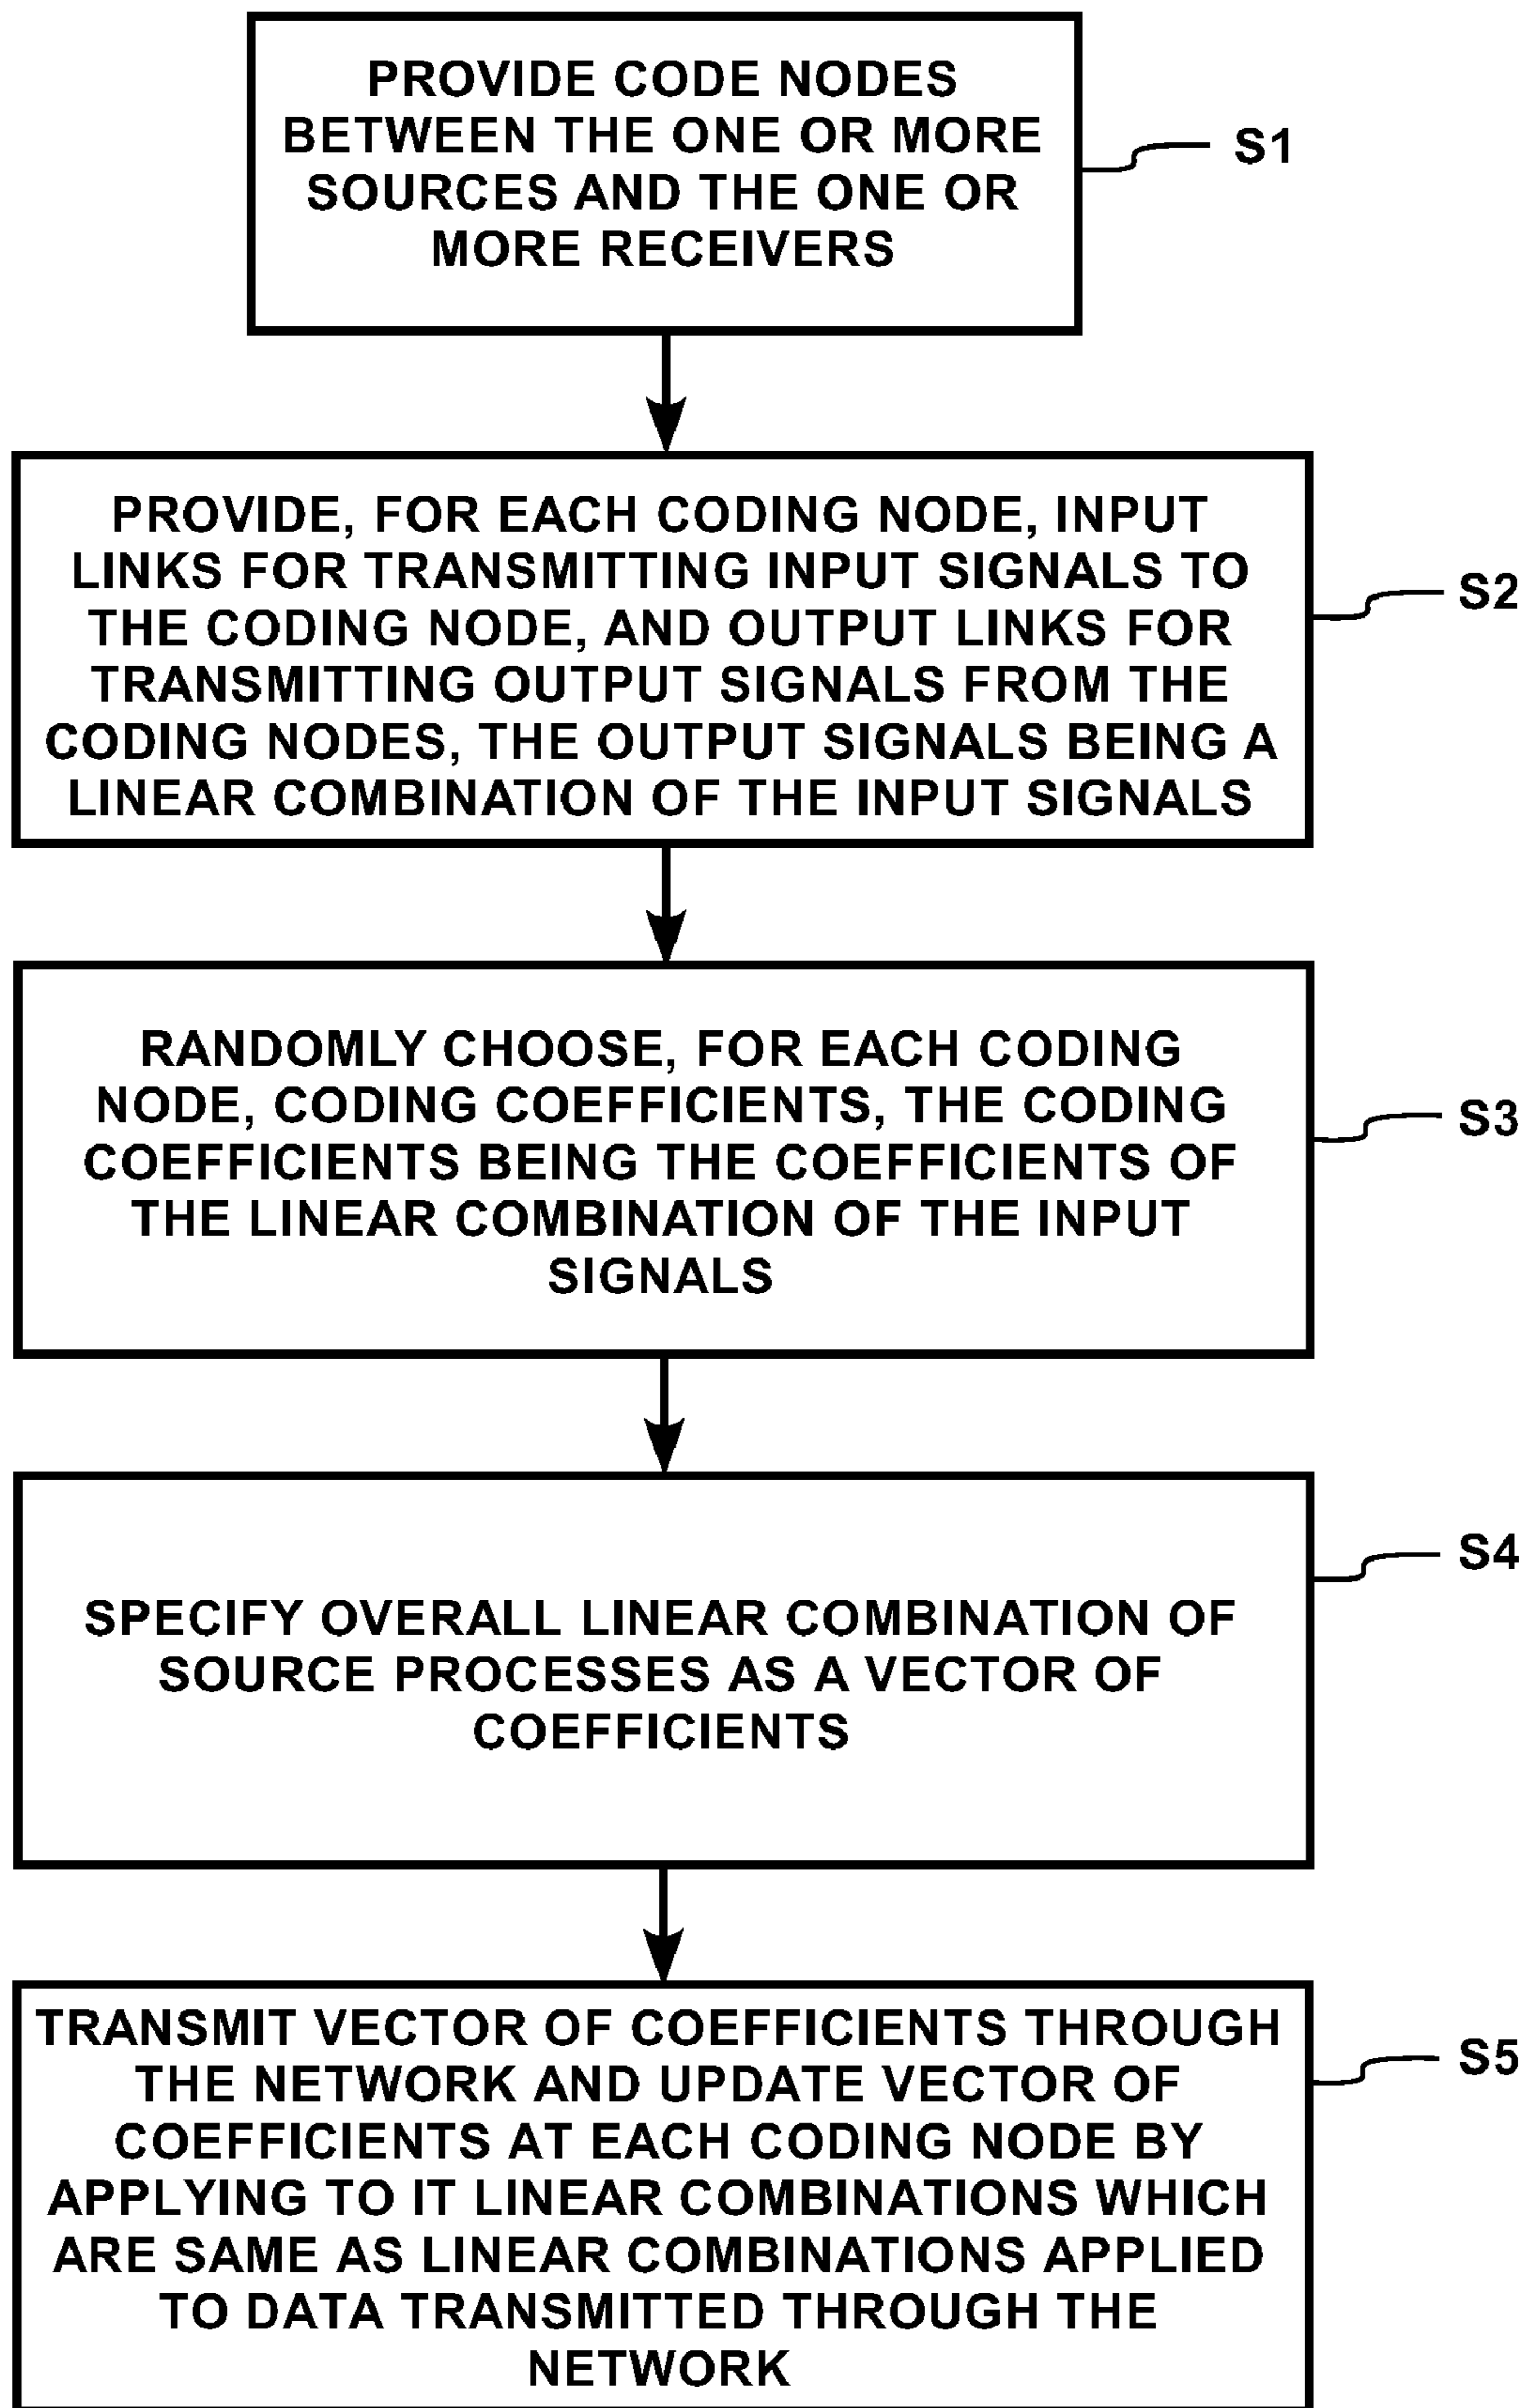 PROVIDE CODE NODES
BETWEEN THE ONE OR MORE
SOURCES AND THE ONE OR
MORE RECEIVERS
S1
PROVIDE, FOR EACH CODING NODE, INPUT
LINKS FOR TRANSMITTING INPUT SIGNALS TO
THE CODING NODE, AND OUTPUT LINKS FOR
TRANSMITTING OUTPUT SIGNALS FROM THE
CODING NODES, THE OUTPUT SIGNALS BEING A
LINEAR COMBINATION OF THE INPUT SIGNALS
S2
RANDOMLY CHOOSE, FOR EACH CODING
NODE, CODING COEFFICIENTS, THE CODING
COEFFICIENTS BEING THE COEFFICIENTS OF
THE LINEAR COMBINATION OF THE INPUT
SIGNALS
S3
SPECIFY OVERALL LINEAR COMBINATION OF
SOURCE PROCESSES AS A VECTOR OF
COEFFICIENTS
S4
TRANSMIT VECTOR OF COEFFICIENTS THROUGH
THE NETWORK AND UPDATE VECTOR OF
COEFFICIENTS AT EACH CODING NODE BY
APPLYING TO IT LINEAR COMBINATIONS WHICH
ARE SAME AS LINEAR COMBINATIONS APPLIED
TO DATA TRANSMITTED THROUGH THE
NETWORK
S5